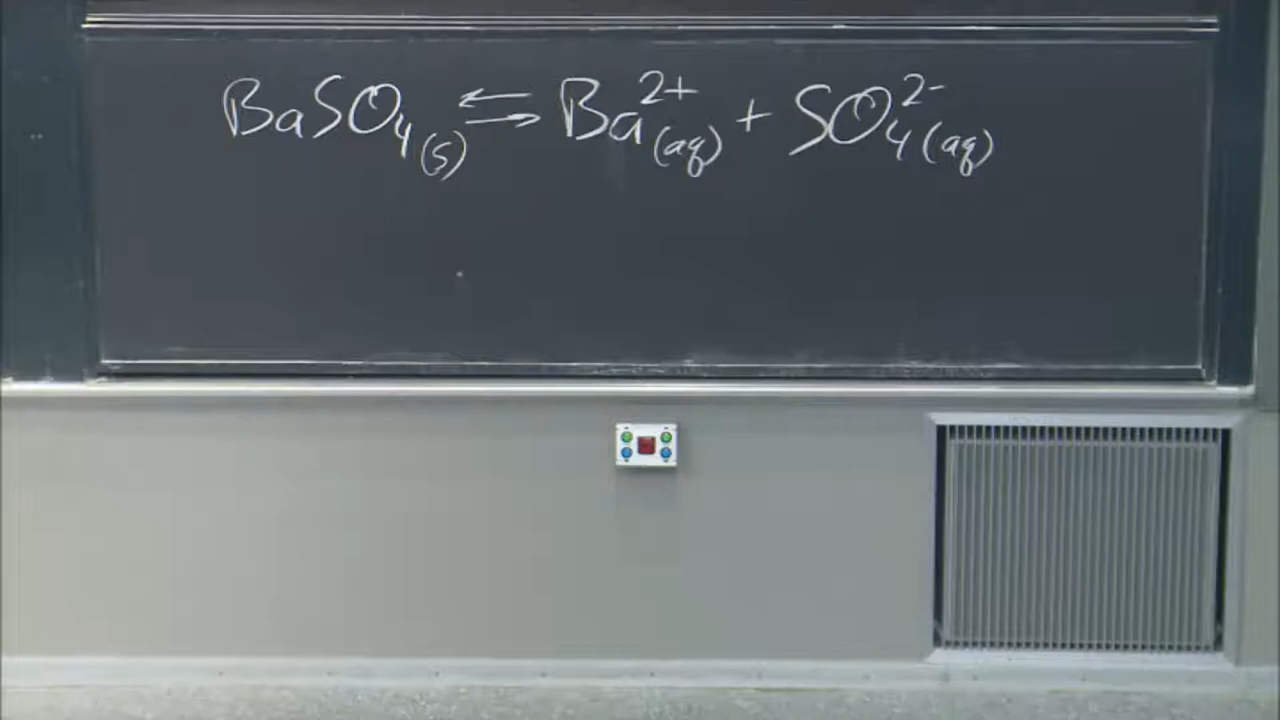 BaSO₄(s) ⇌ Ba²⁺(aq) + SO₄²⁻(aq)